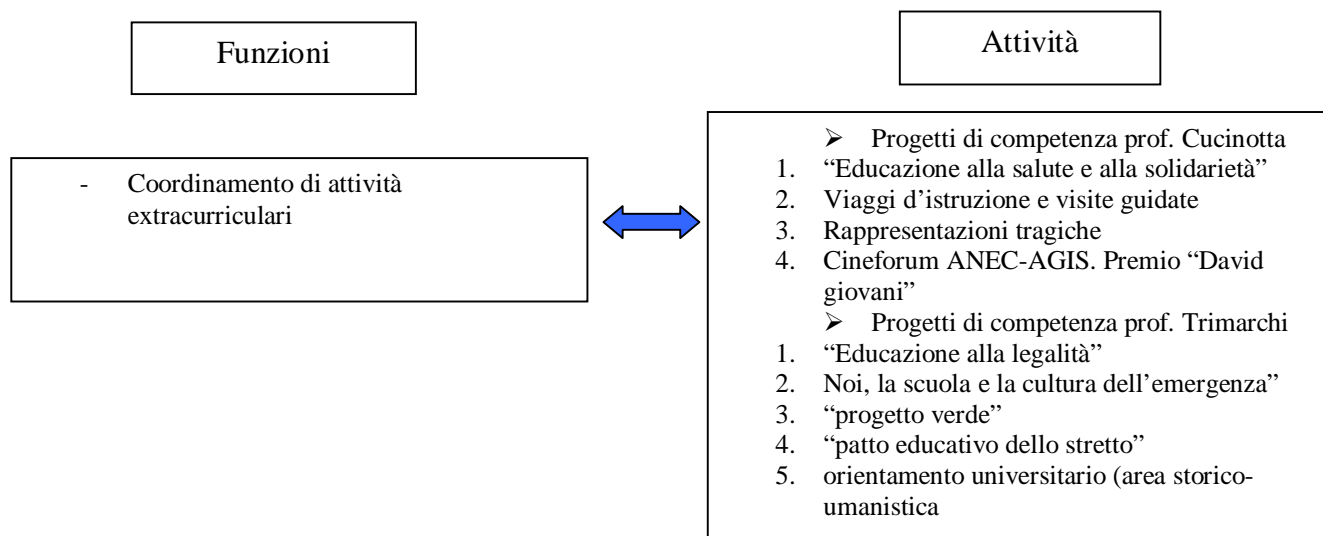 Funzioni
Attività
- Coordinamento di attività
extracurriculari
➢ Progetti di competenza prof. Cucinotta
1. “Educazione alla salute e alla solidarietà”
2. Viaggi d’istruzione e visite guidate
3. Rappresentazioni tragiche
4. Cineforum ANEC-AGIS. Premio “David
giovani”
➢ Progetti di competenza prof. Trimarchi
1. “Educazione alla legalità”
2. Noi, la scuola e la cultura dell’emergenza”
3. “progetto verde”
4. “patto educativo dello stretto”
5. orientamento universitario (area storico-
umanistica